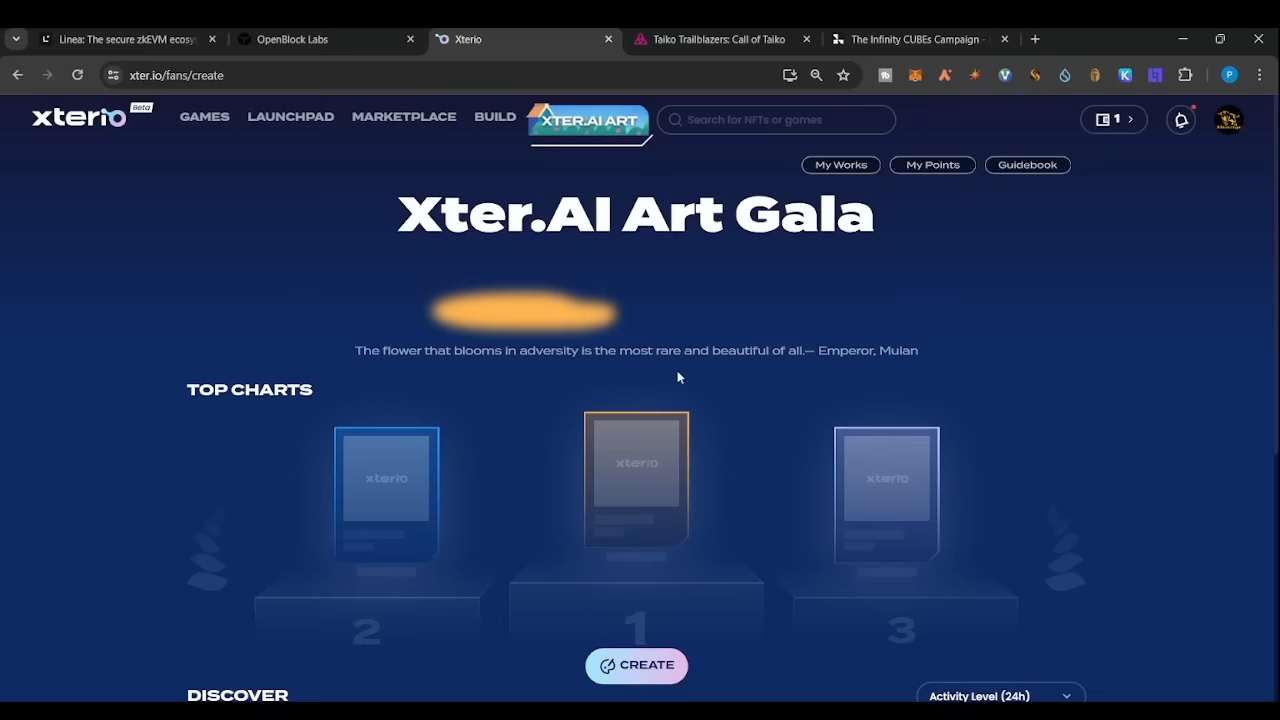 Linea: The secure zkEVM ecosy
OpenBlock Labs
Xterio
Taiko Trailblazers: Call of Taiko
The Infinity CUBEs Campaign -
xter.io/fans/create
P
xterio
Beta
GAMES
LAUNCHPAD
MARKETPLACE
BUILD
XTER.AI ART
Search for NFTs or games
1
My Works
My Points
Guidebook
Xter.AI Art Gala
The flower that blooms in adversity is the most rare and beautiful of all.— Emperor, Mulan
TOP CHARTS
xterio
xterio
xterio
2
1
3
CREATE
DISCOVER
Activity Level (24h)